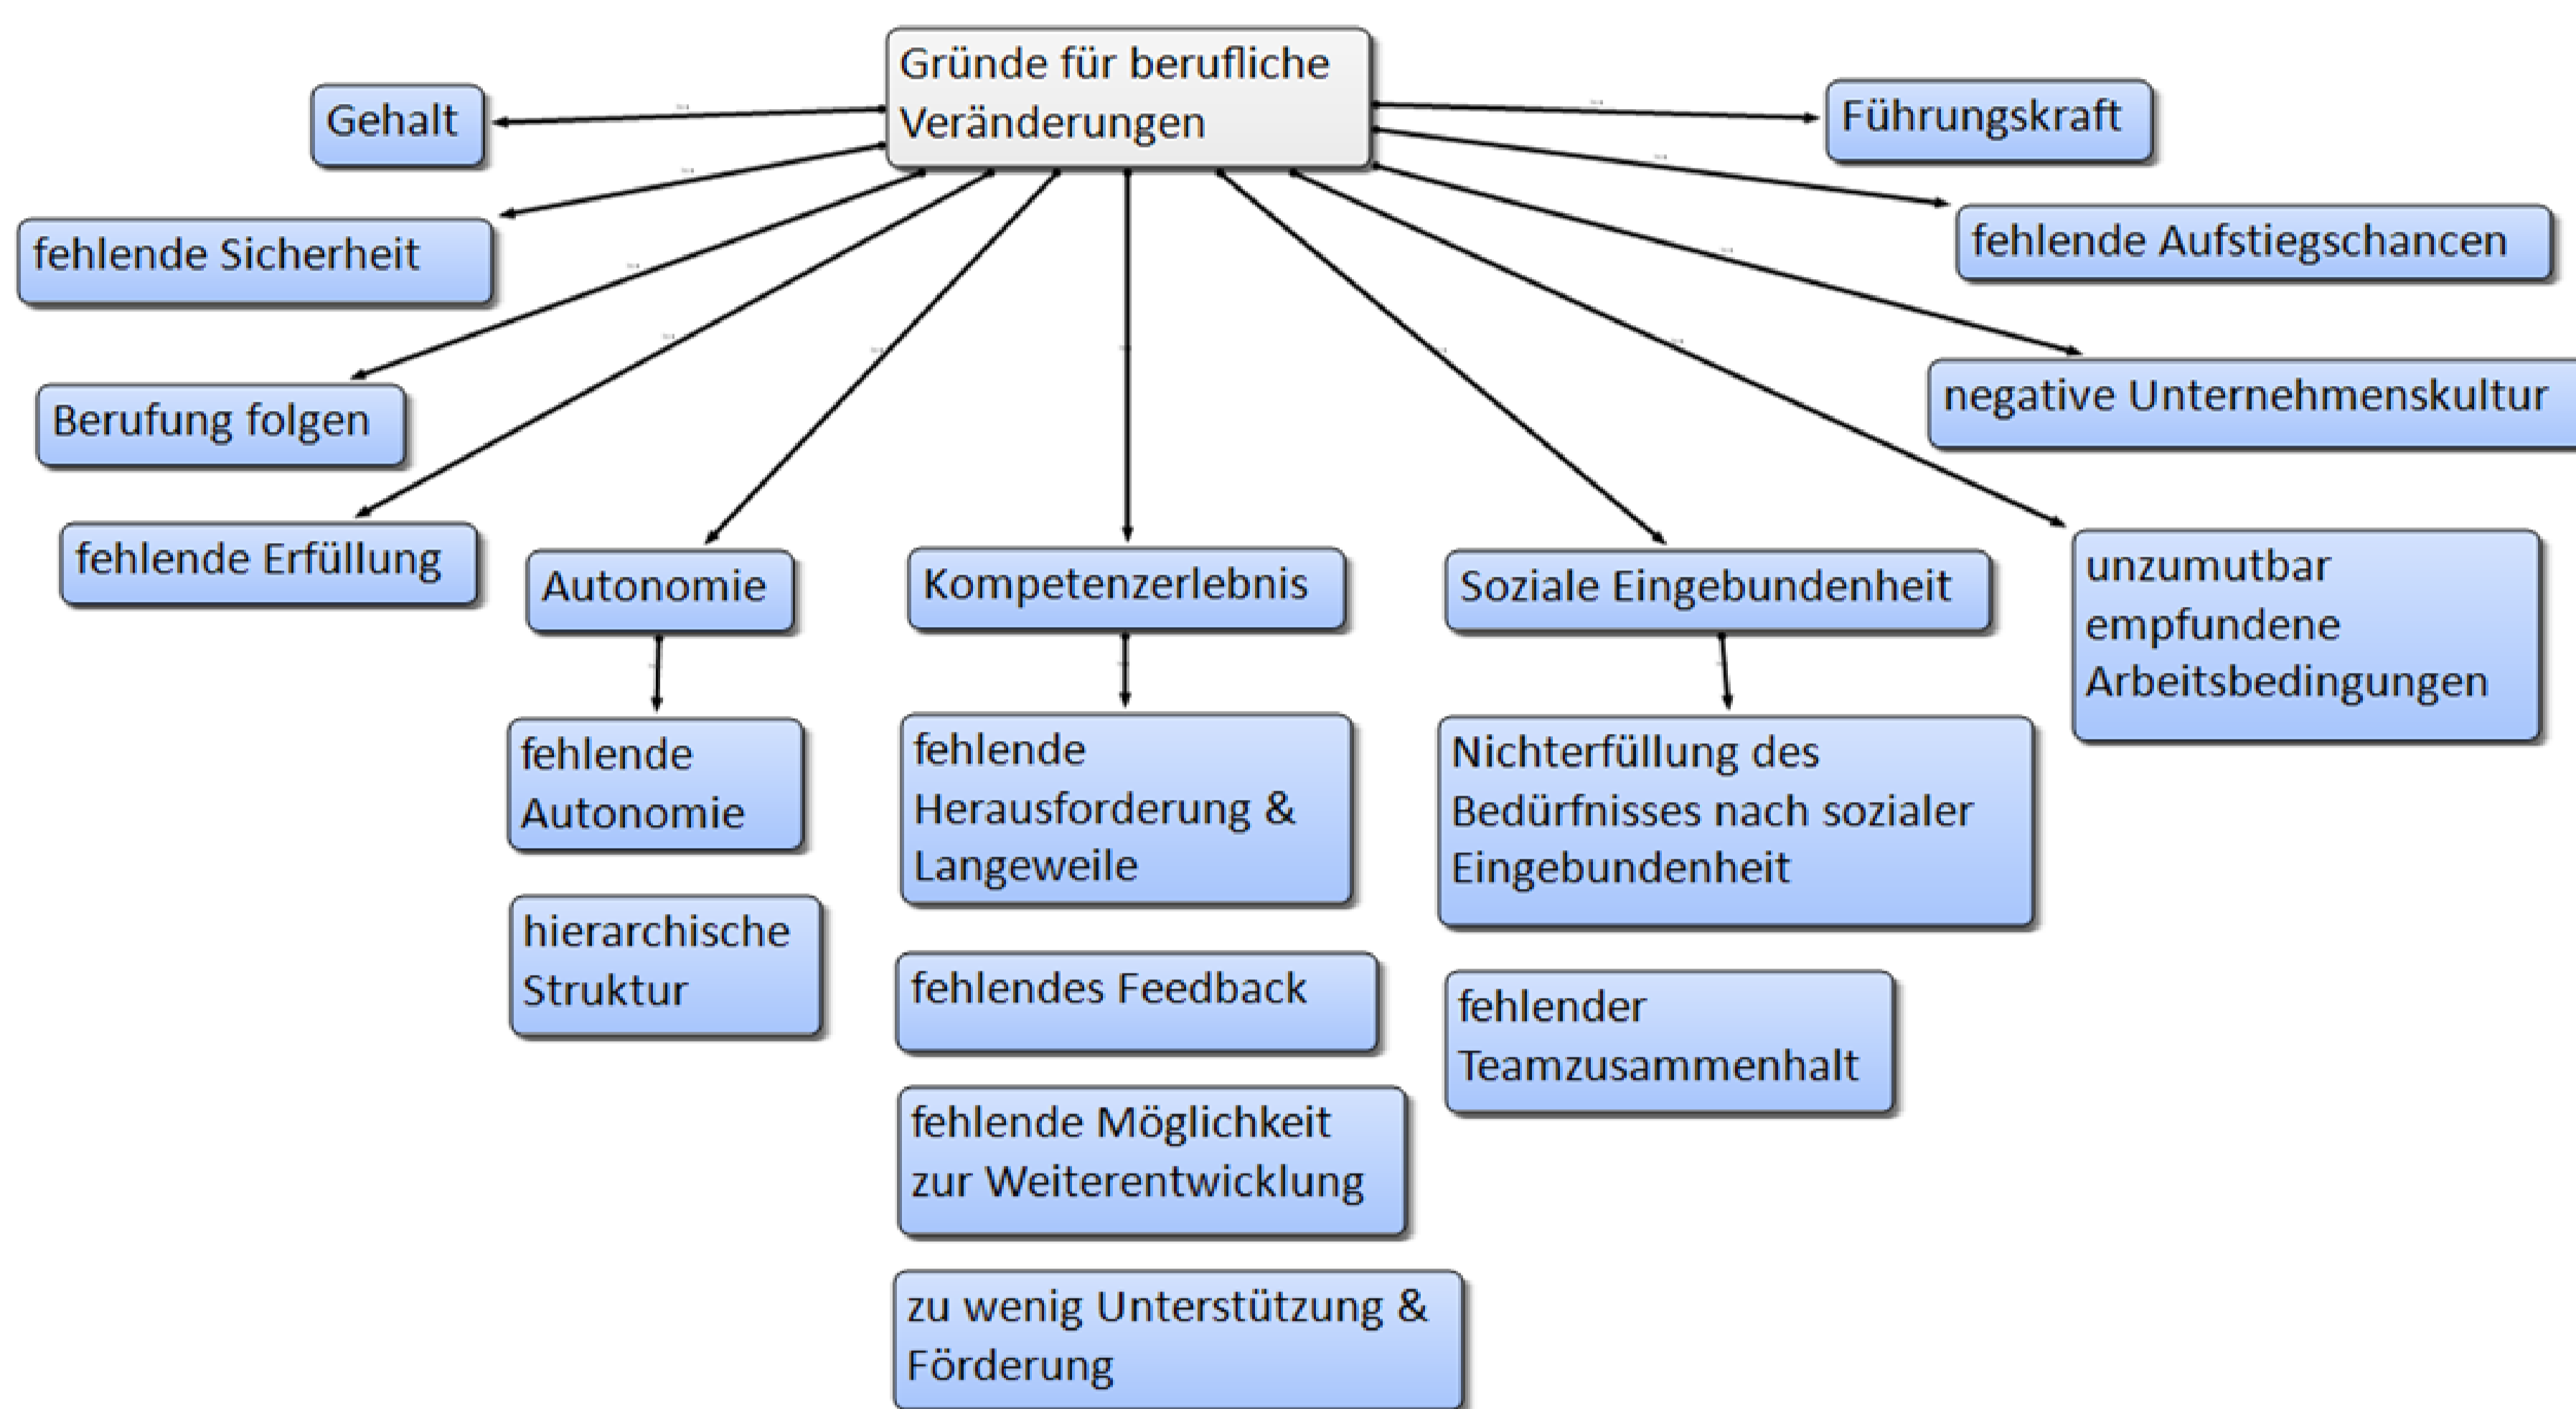 Gründe für berufliche
Veränderungen
Gehalt
Führungskraft
fehlende Sicherheit
fehlende Aufstiegschancen
Berufung folgen
negative Unternehmenskultur
fehlende Erfüllung
Autonomie
Kompetenzerlebnis
Soziale Eingebundenheit
unzumutbar
empfundene
Arbeitsbedingungen
fehlende
Autonomie
hierarchische
Struktur
fehlende
Herausforderung &
Langeweile
fehlendes Feedback
fehlende Möglichkeit
zur Weiterentwicklung
zu wenig Unterstützung &
Förderung
Nichterfüllung des
Bedürfnisses nach sozialer
Eingebundenheit
fehlender
Teamzusammenhalt